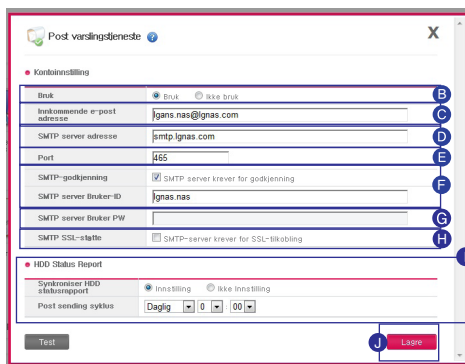 Post varslingstjeneste ? X
Kontoinnstilling
Bruk Bruk Ikke bruk B
Innkommende e-post adresse lgans.nas@lgnas.com C
SMTP server adresse smtp.lgnas.com D
Port 465 E
SMTP-godkjenning SMTP server krever for godkjenning
F
SMTP server Bruker-ID lgnas.nas
SMTP server Bruker PW G
SMTP SSL-støtte SMTP-server krever for SSL-tilkobling H
HDD Status Report
Synkroniser HDD statusrapport Innstilling Ikke Innstilling
Post sending syklus Daglig 0 : 00
Test J Lagre